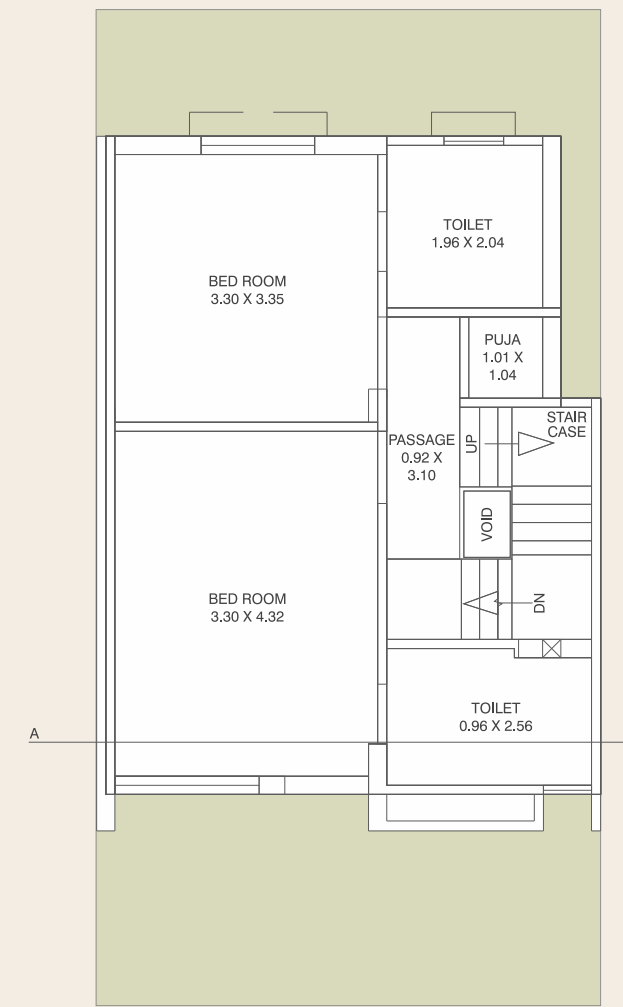 TOILET
1.96 X 2.04
BED ROOM
3.30 X 3.35
PUJA
1.01 X
1.04
STAIR
CASE
PASSAGE
0.92 X
3.10
UP
VOID
BED ROOM
3.30 X 4.32
DN
TOILET
0.96 X 2.56
A